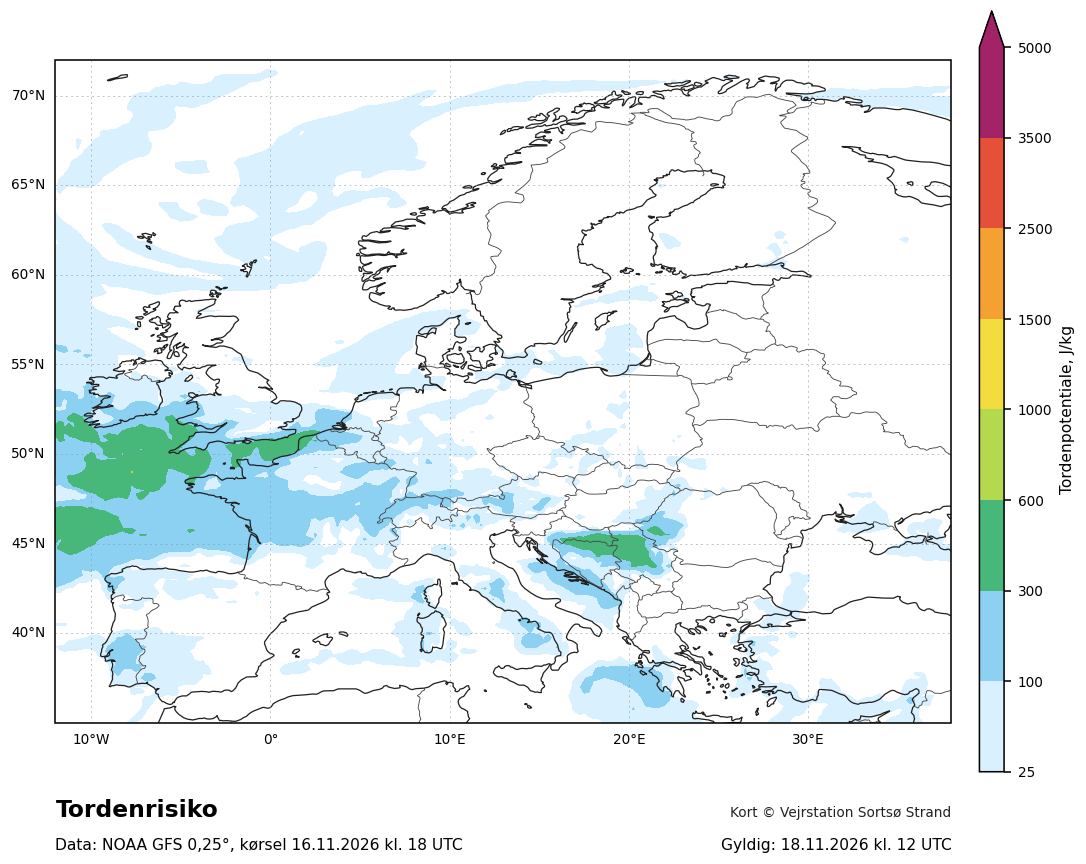 70°N
65°N
60°N
55°N
50°N
45°N
40°N
10°W
0°
10°E
20°E
30°E
5000
3500
2500
1500
1000
600
300
100
25
Tordenpotentiale, J/kg
Tordenrisiko
Kort © Vejrstation Sortsø Strand
Data: NOAA GFS 0,25°, kørsel 16.11.2026 kl. 18 UTC
Gyldig: 18.11.2026 kl. 12 UTC